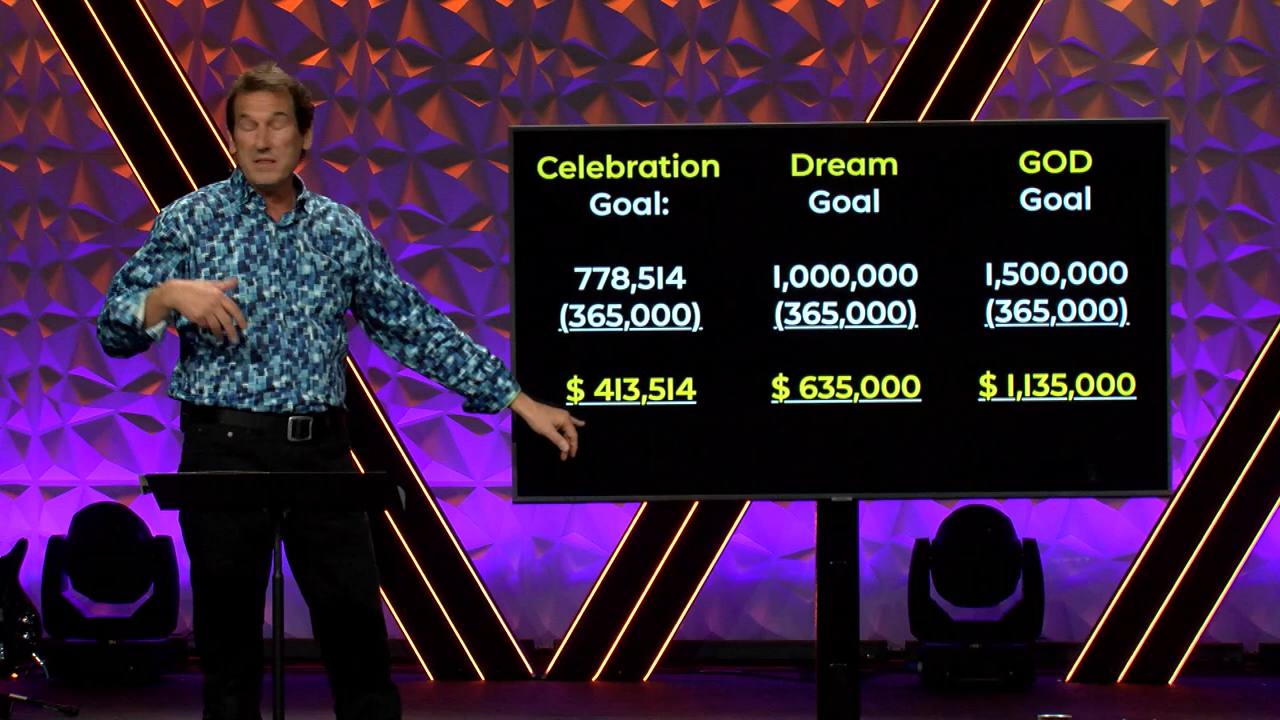 Celebration
Goal:
778,514
(365,000)
$ 413,514
Dream
Goal
1,000,000
(365,000)
$ 635,000
GOD
Goal
1,500,000
(365,000)
$ 1,135,000